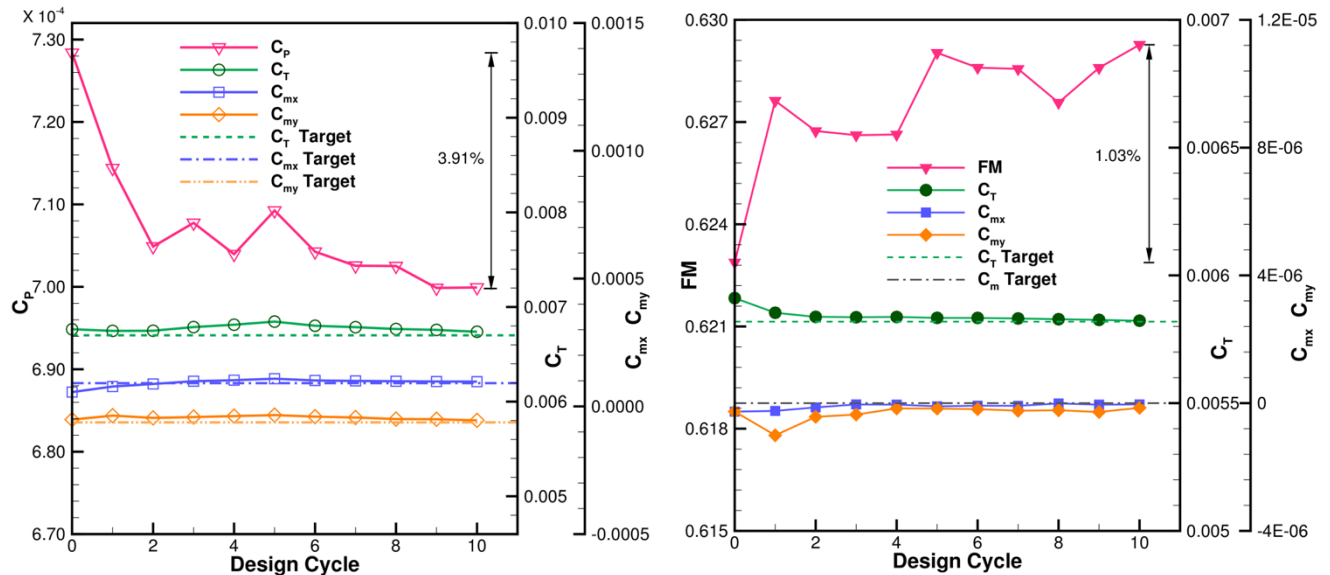 X 10⁻⁴
7.30
7.20
7.10
7.00
6.90
6.80
6.70
C_P
0
2
4
6
8
10
Design Cycle
C_P
C_T
C_mx
C_my
C_T Target
C_mx Target
C_my Target
3.91%
0.010
0.009
0.008
0.007
0.006
0.005
C_T
0.0015
0.0010
0.0005
0.0000
-0.0005
C_mx C_my
0.630
0.627
0.624
0.621
0.618
0.615
FM
0
2
4
6
8
10
Design Cycle
FM
C_T
C_mx
C_my
C_T Target
C_m Target
1.03%
0.007
0.0065
0.006
0.0055
0.005
C_T
1.2E-05
8E-06
4E-06
0
-4E-06
C_mx C_my